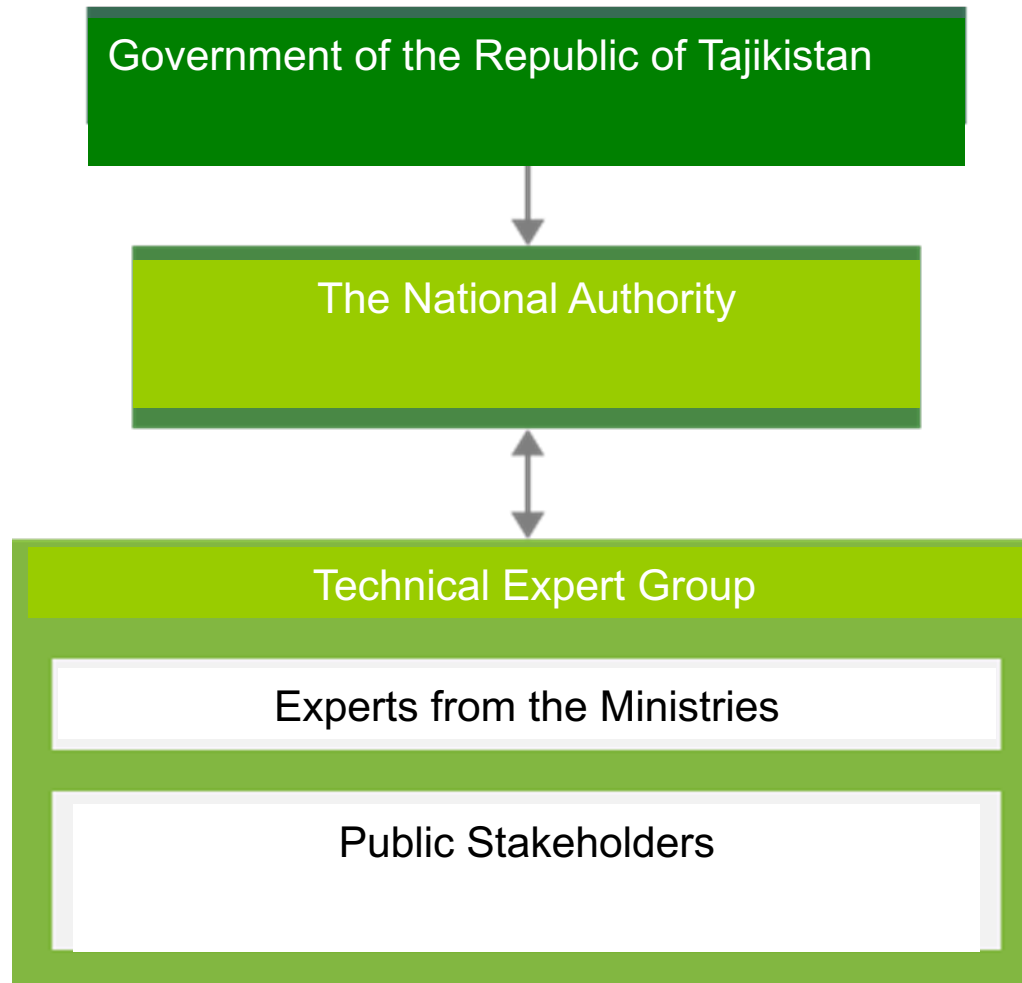 Government of the Republic of Tajikistan
The National Authority
Technical Expert Group
Experts from the Ministries
Public Stakeholders